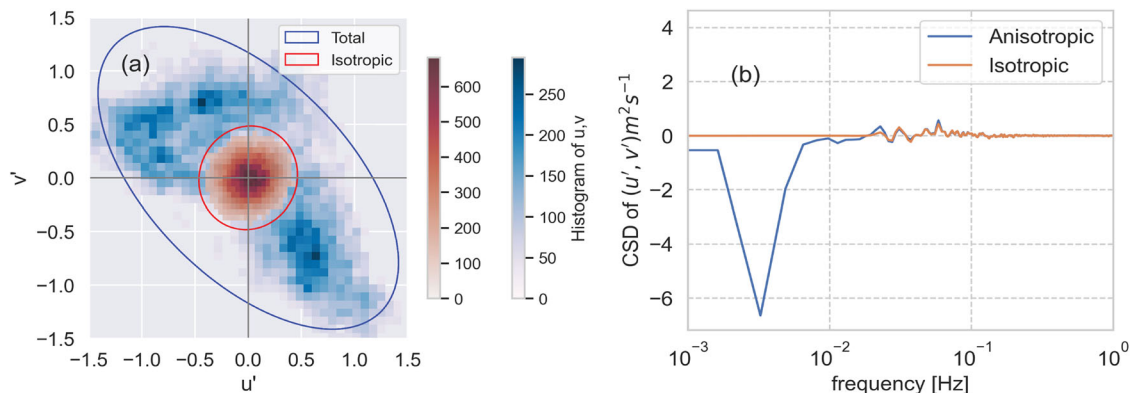 (a)
Total
Isotropic
v'
1.5
1.0
0.5
0.0
−0.5
−1.0
−1.5
−1.5 −1.0 −0.5 0.0 0.5 1.0 1.5
u'
600
500
400
300
200
100
0
Histogram of u,v
250
200
150
100
50
0
(b)
Anisotropic
Isotropic
CSD of (u′, v′)m²s⁻¹
4
2
0
−2
−4
−6
10⁻³ 10⁻² 10⁻¹ 10⁰
frequency [Hz]